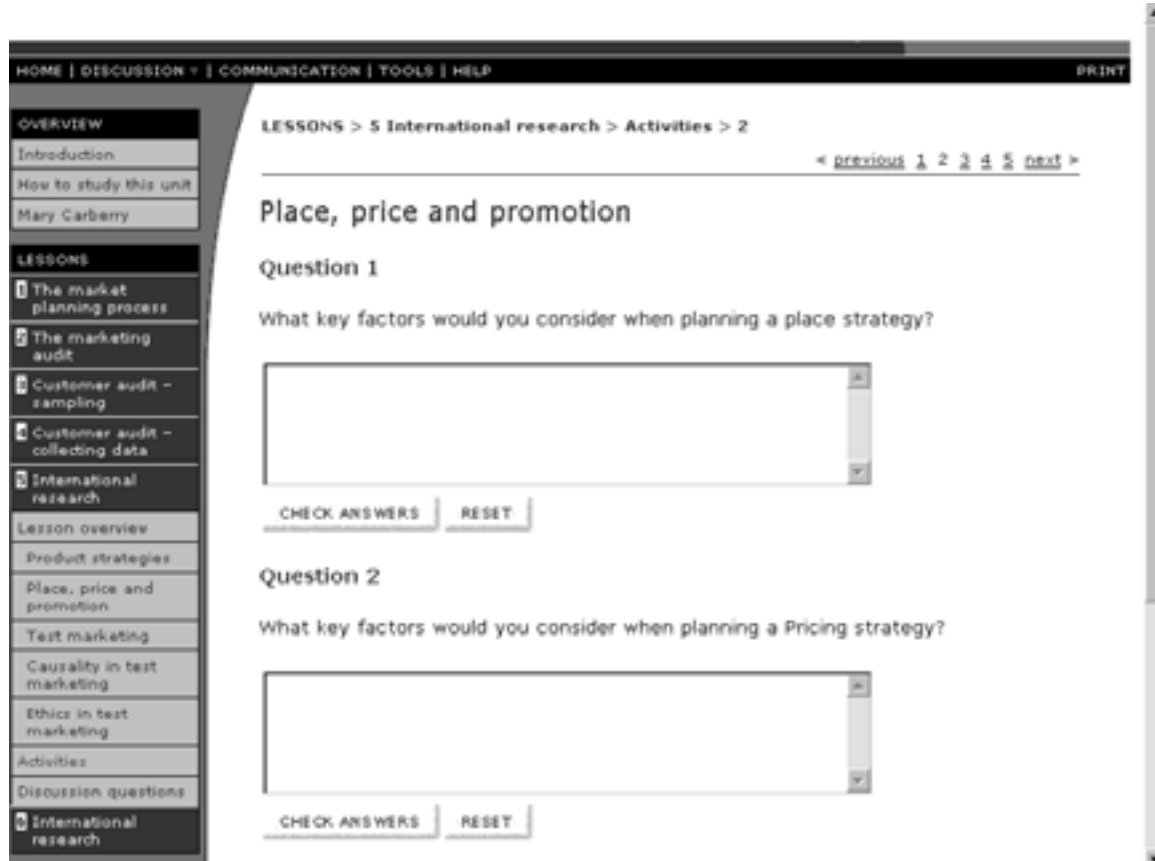 HOME | DISCUSSION ▾ | COMMUNICATION | TOOLS | HELP PRINT
OVERVIEW
Introduction
How to study this unit
Mary Carberry
LESSONS
1 The market
planning process
2 The marketing
audit
3 Customer audit –
sampling
4 Customer audit –
collecting data
5 International
research
Lesson overview
Product strategies
Place, price and
promotion
Test marketing
Causality in test
marketing
Ethics in test
marketing
Activities
Discussion questions
6 International
research
LESSONS > 5 International research > Activities > 2
< previous 1 2 3 4 5 next >
Place, price and promotion
Question 1
What key factors would you consider when planning a place strategy?
CHECK ANSWERS RESET
Question 2
What key factors would you consider when planning a Pricing strategy?
CHECK ANSWERS RESET